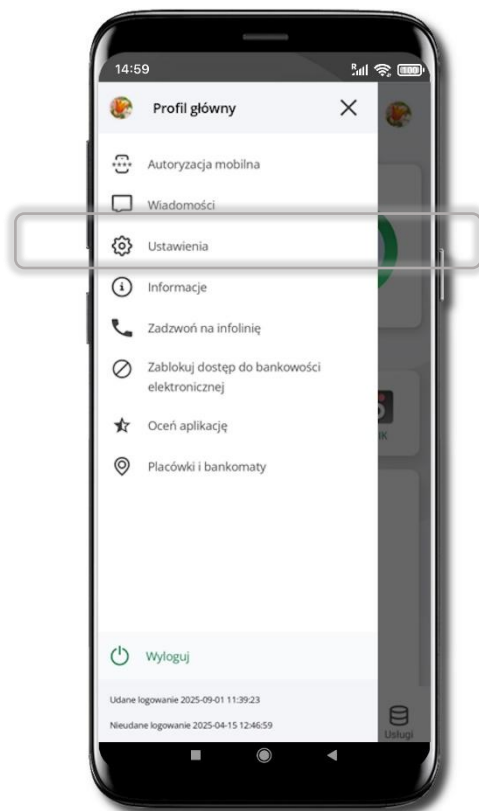 14:59
R
100
Profil główny
Autoryzacja mobilna
Wiadomości
Ustawienia
Informacje
Zadzwoń na infolinię
Zablokuj dostęp do bankowości
elektronicznej
Oceń aplikację
IK
Placówki i bankomaty
Wyloguj
Udane logowanie 2025-09-01 11:39:23
Nieudane logowanie 2025-04-15 12:46:59
Usługi